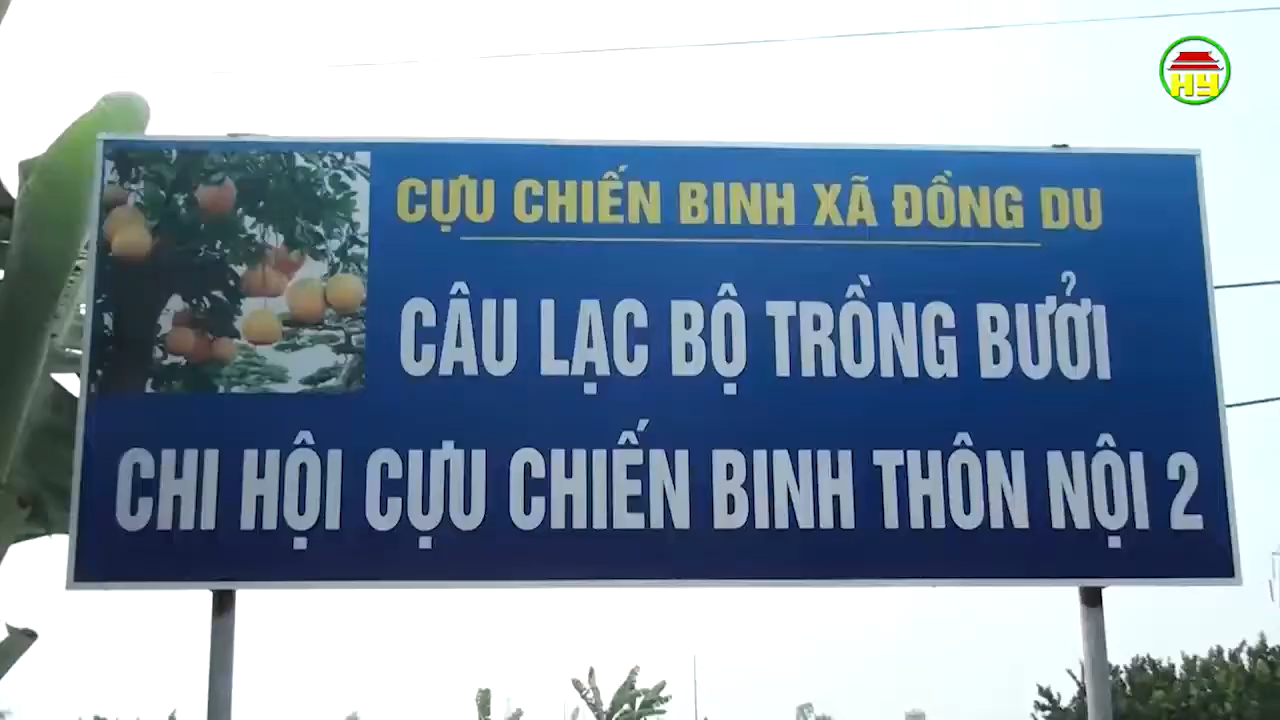 HY
CỰU CHIẾN BINH XÃ ĐỒNG DU
CÂU LẠC BỘ TRỒNG BƯỞI
CHI HỘI CỰU CHIẾN BINH THÔN NỘI 2